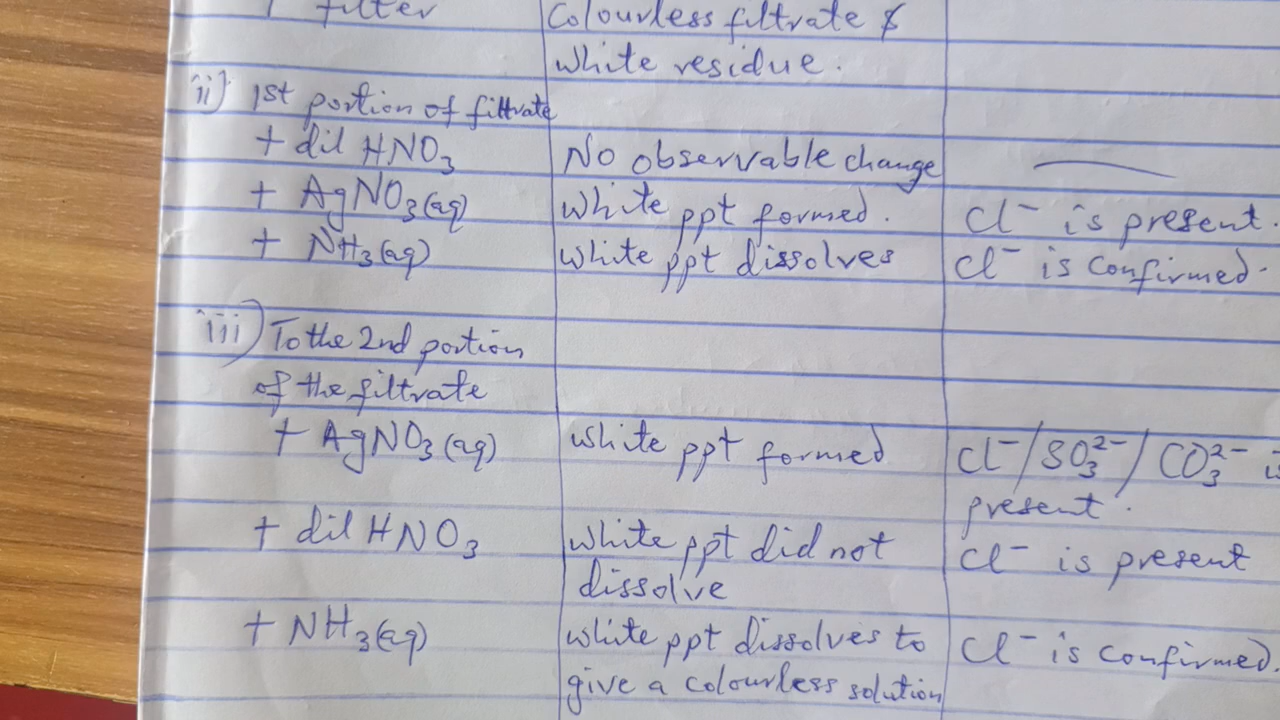 filter Colourless filtrate &
white residue.
ii) 1st portion of filtrate
+ dil HNO3 No observable change —
+ AgNO3(aq) White ppt formed. Cl⁻ is present.
+ NH3(aq) white ppt dissolves Cl⁻ is confirmed.
iii) To the 2nd portion
of the filtrate
+ AgNO3(aq) white ppt formed Cl⁻/SO3²⁻/CO3²⁻ is
present.
+ dil HNO3 white ppt did not Cl⁻ is present
dissolve
+ NH3(aq) white ppt dissolves to Cl⁻ is confirmed.
give a colourless solution